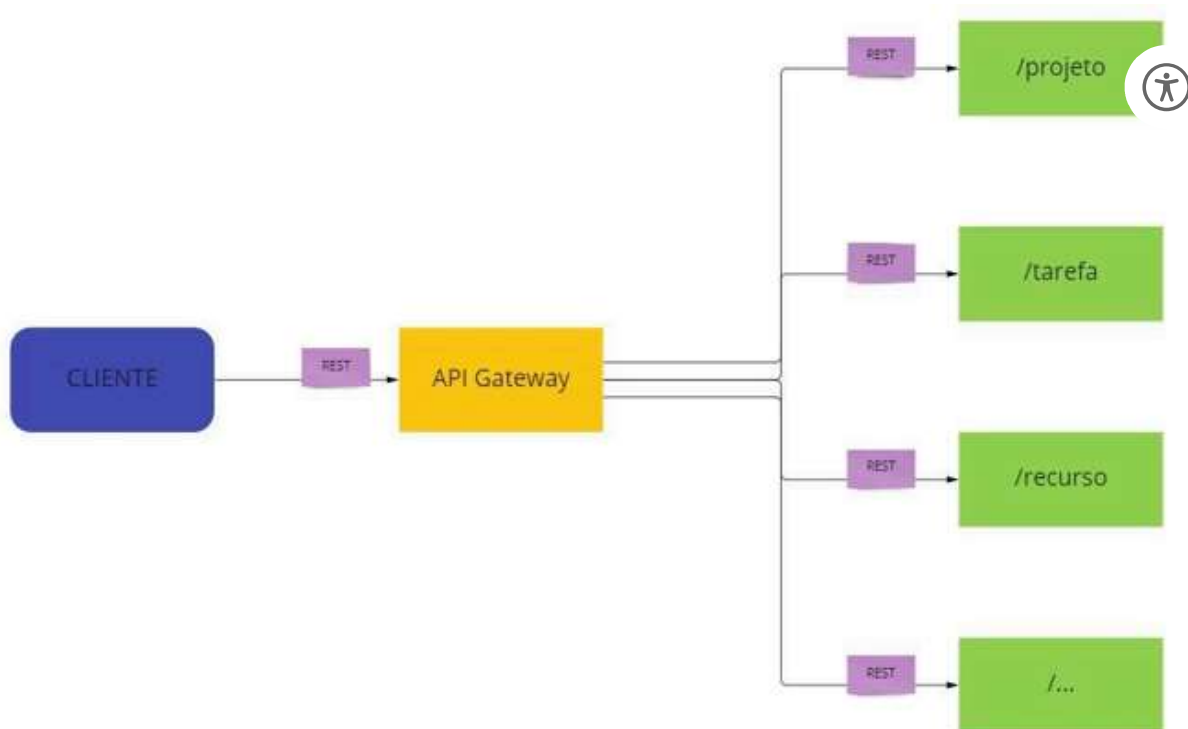 REST
/projeto
REST
/tarefa
CLIENTE
REST
API Gateway
REST
/recurso
REST
/...